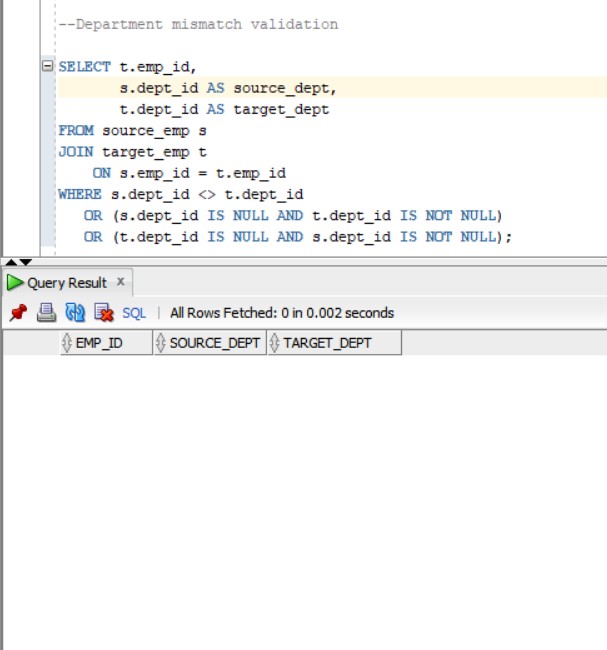 --Department mismatch validation
SELECT t.emp_id,
s.dept_id AS source_dept,
t.dept_id AS target_dept
FROM source_emp s
JOIN target_emp t
ON s.emp_id = t.emp_id
WHERE s.dept_id <> t.dept_id
OR (s.dept_id IS NULL AND t.dept_id IS NOT NULL)
OR (t.dept_id IS NULL AND s.dept_id IS NOT NULL);
Query Result x
SQL | All Rows Fetched: 0 in 0.002 seconds
EMP_ID SOURCE_DEPT TARGET_DEPT